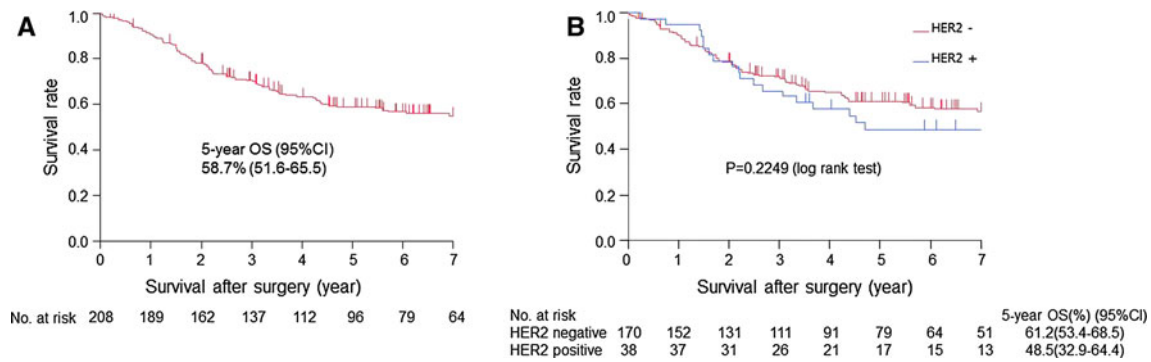 A
1.0
0.8
0.6
0.4
0.2
0.0
Survival rate
5-year OS (95%CI)
58.7% (51.6-65.5)
0 1 2 3 4 5 6 7
Survival after surgery (year)
No. at risk 208 189 162 137 112 96 79 64
B
1.0
0.8
0.6
0.4
0.2
0.0
Survival rate
HER2 -
HER2 +
P=0.2249 (log rank test)
0 1 2 3 4 5 6 7
Survival after surgery (year)
No. at risk 5-year OS(%) (95%CI)
HER2 negative 170 152 131 111 91 79 64 51 61.2(53.4-68.5)
HER2 positive 38 37 31 26 21 17 15 13 48.5(32.9-64.4)